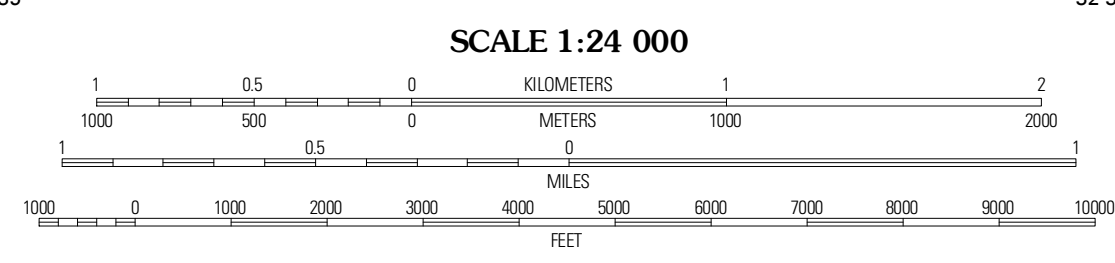 SCALE 1:24 000
1 0.5 0 KILOMETERS 1 2
1000 500 0 METERS 1000 2000
1 0.5 0 1
MILES
1000 0 1000 2000 3000 4000 5000 6000 7000 8000 9000 10000
FEET